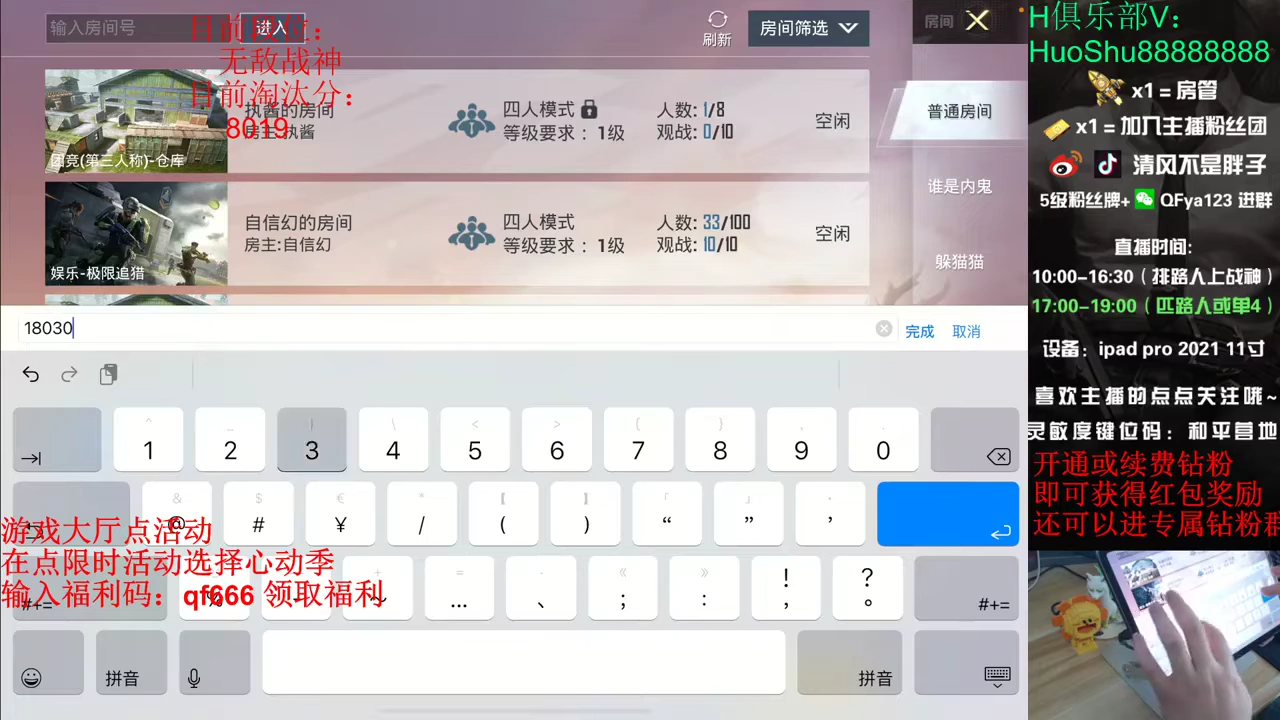 输入房间号
进入
刷新
房间筛选
房间
目前段位：
无敌战神
目前淘汰分：
8019
执酱的房间
房主:执酱
四人模式
等级要求：1级
人数: 1/8
观战: 0/10
空闲
团竞(第三人称)-仓库
自信幻的房间
房主:自信幻
四人模式
等级要求：1级
人数: 33/100
观战: 10/10
空闲
娱乐-极限追猎
普通房间
谁是内鬼
躲猫猫
18030
完成
取消
^ _ | \ < > { } , .
1 2 3 4 5 6 7 8 9 0
& $ € * [ ] 「 」 ·
@ # ¥ / ( ) “ ” ’
= · 《 》 ! ?
#+= % ... 、 ; : , 。 #+=
拼音
拼音
游戏大厅点活动
在点限时活动选择心动季
输入福利码：qf666 领取福利
H俱乐部V：
HuoShu88888888
x1 = 房管
x1 = 加入主播粉丝团
清风不是胖子
5级粉丝牌+ QFya123 进群
直播时间:
10:00-16:30（排路人上战神）
17:00-19:00（匹路人或单4）
设备：ipad pro 2021 11寸
喜欢主播的点点关注哦~
灵敏度键位码：和平营地
开通或续费钻粉
即可获得红包奖励
还可以进专属钻粉群